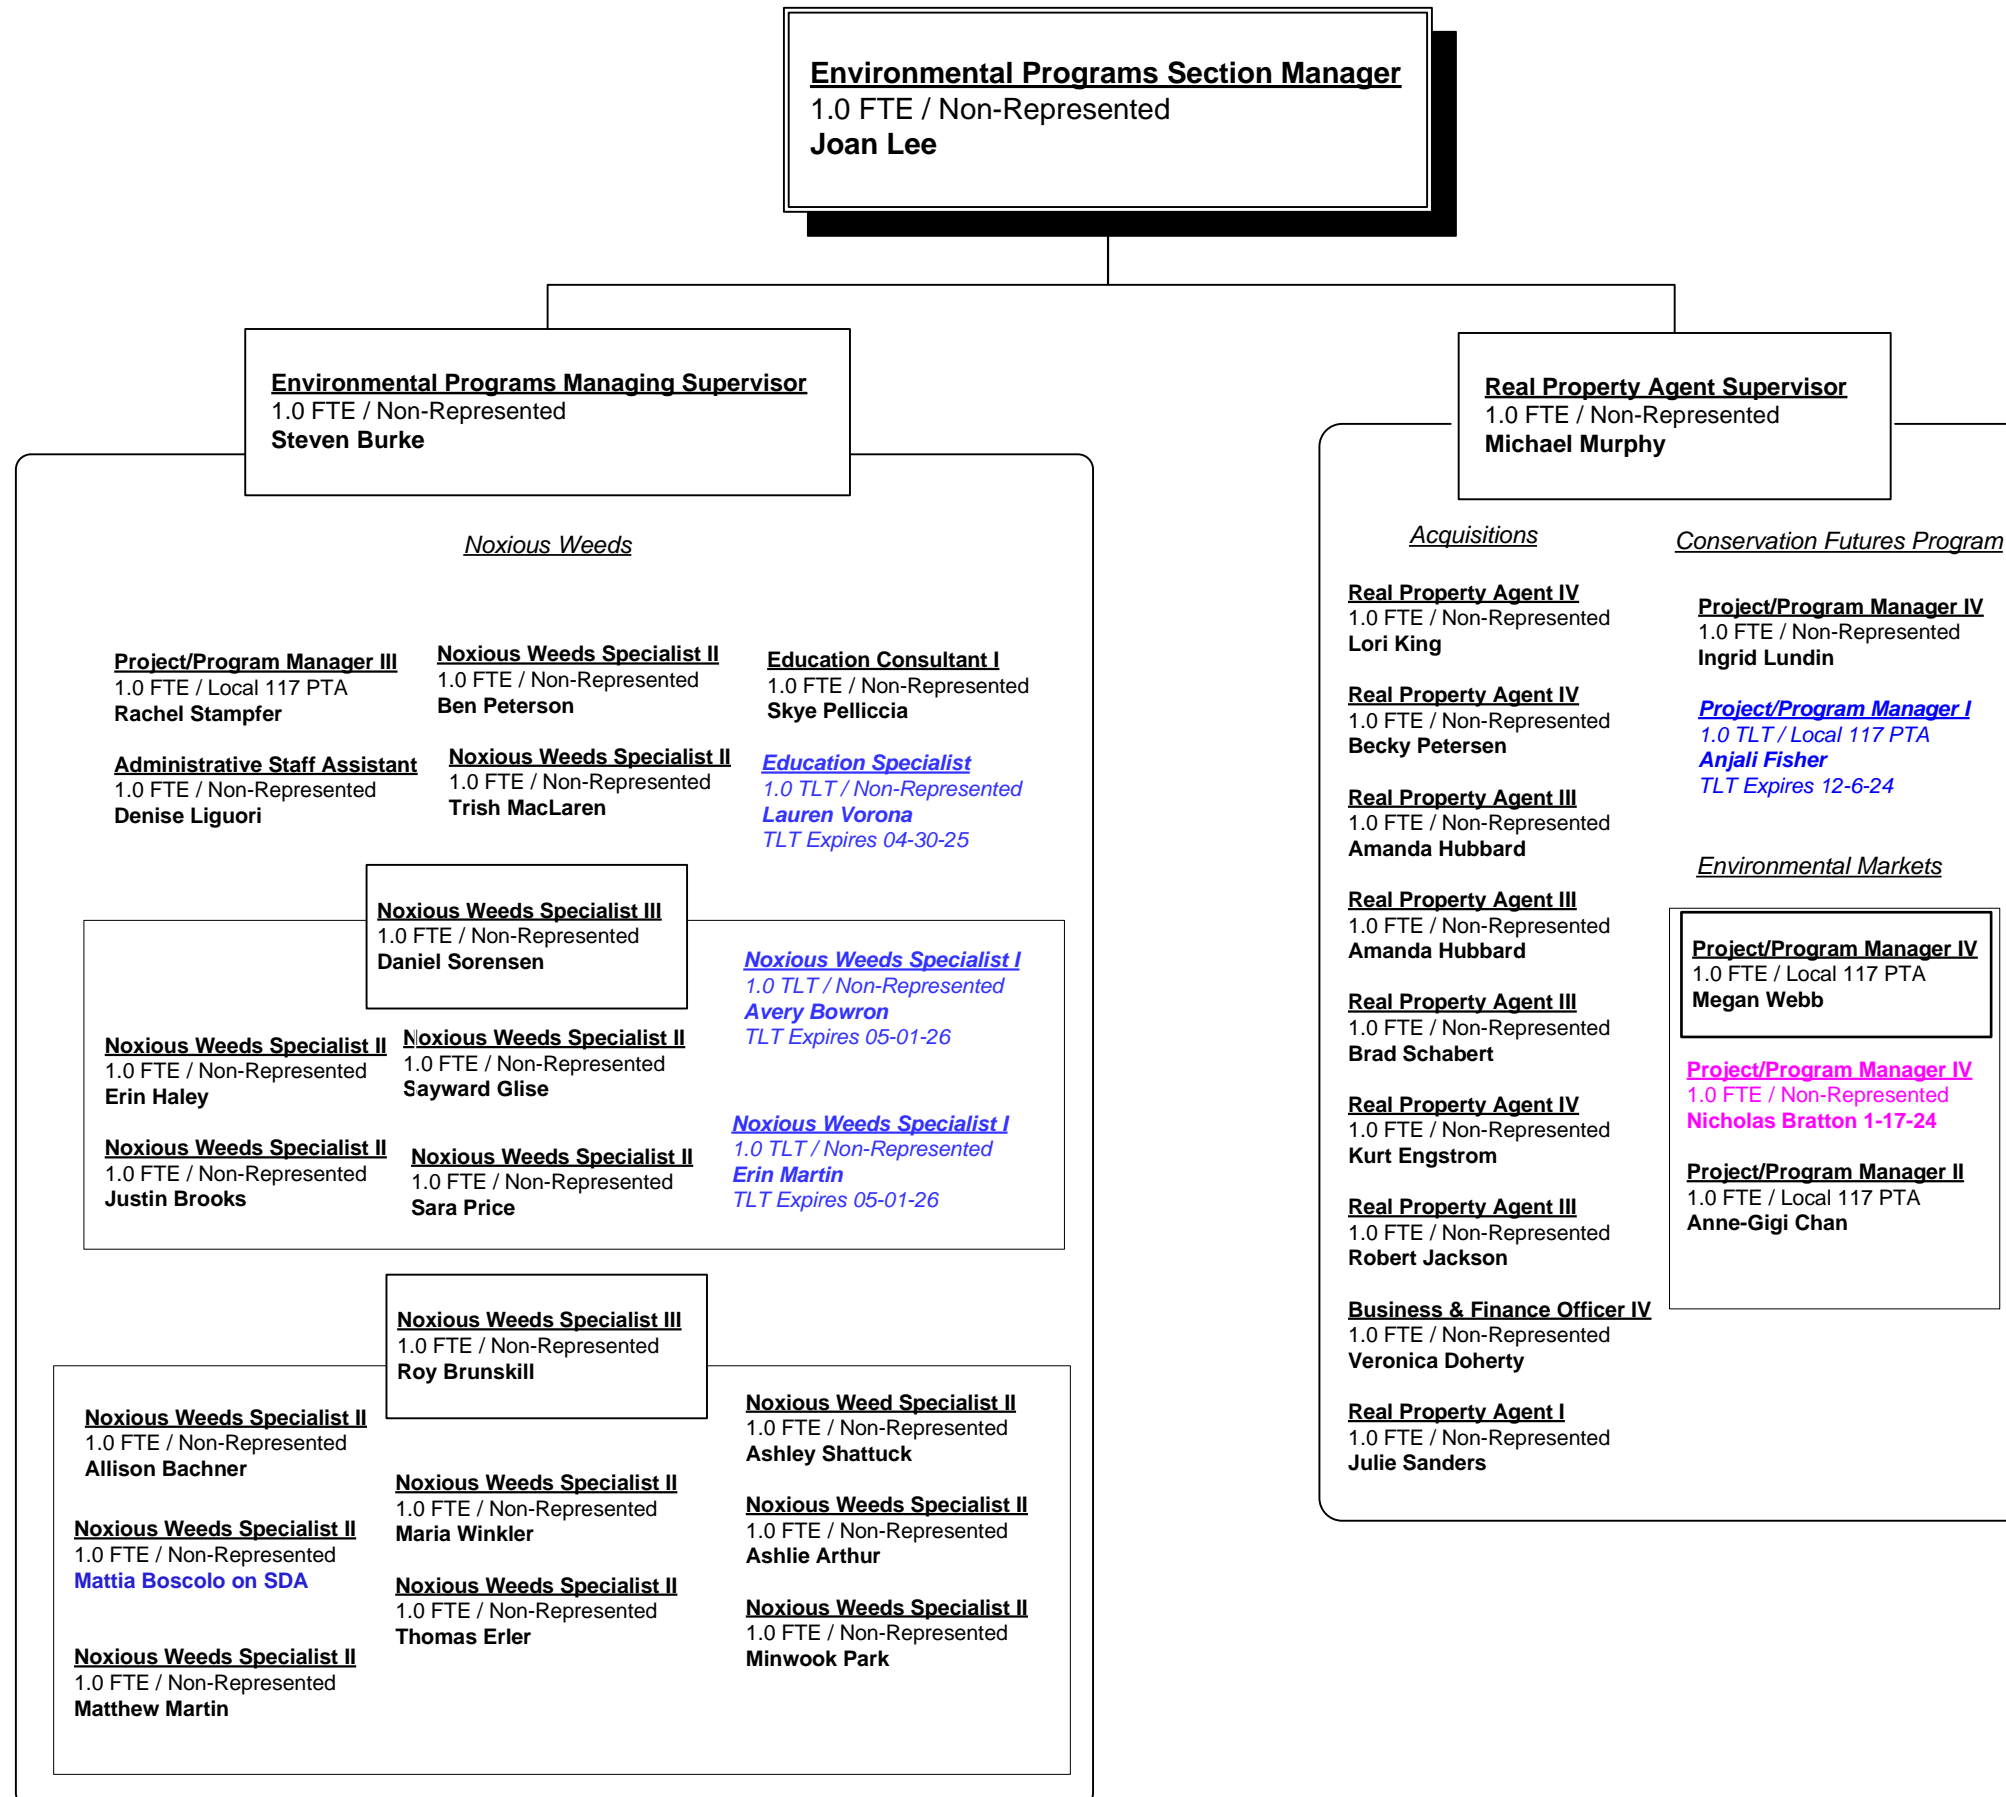 Environmental Programs Section Manager
1.0 FTE / Non-Represented
Joan Lee
Environmental Programs Managing Supervisor
1.0 FTE / Non-Represented
Steven Burke
Noxious Weeds
Project/Program Manager III
1.0 FTE / Local 117 PTA
Rachel Stampfer
Administrative Staff Assistant
1.0 FTE / Non-Represented
Denise Liguori
Noxious Weeds Specialist II
1.0 FTE / Non-Represented
Ben Peterson
Noxious Weeds Specialist II
1.0 FTE / Non-Represented
Trish MacLaren
Education Consultant I
1.0 FTE / Non-Represented
Skye Pelliccia
Education Specialist
1.0 TLT / Non-Represented
Lauren Vorona
TLT Expires 04-30-25
Noxious Weeds Specialist III
1.0 FTE / Non-Represented
Daniel Sorensen
Noxious Weeds Specialist II
1.0 FTE / Non-Represented
Erin Haley
Noxious Weeds Specialist II
1.0 FTE / Non-Represented
Justin Brooks
Noxious Weeds Specialist II
1.0 FTE / Non-Represented
Sayward Glise
Noxious Weeds Specialist II
1.0 FTE / Non-Represented
Sara Price
Noxious Weeds Specialist I
1.0 TLT / Non-Represented
Avery Bowron
TLT Expires 05-01-26
Noxious Weeds Specialist I
1.0 TLT / Non-Represented
Erin Martin
TLT Expires 05-01-26
Noxious Weeds Specialist III
1.0 FTE / Non-Represented
Roy Brunskill
Noxious Weeds Specialist II
1.0 FTE / Non-Represented
Allison Bachner
Noxious Weeds Specialist II
1.0 FTE / Non-Represented
Mattia Boscolo on SDA
Noxious Weeds Specialist II
1.0 FTE / Non-Represented
Matthew Martin
Noxious Weeds Specialist II
1.0 FTE / Non-Represented
Maria Winkler
Noxious Weeds Specialist II
1.0 FTE / Non-Represented
Thomas Erler
Noxious Weed Specialist II
1.0 FTE / Non-Represented
Ashley Shattuck
Noxious Weeds Specialist II
1.0 FTE / Non-Represented
Ashlie Arthur
Noxious Weeds Specialist II
1.0 FTE / Non-Represented
Minwook Park
Real Property Agent Supervisor
1.0 FTE / Non-Represented
Michael Murphy
Acquisitions
Real Property Agent IV
1.0 FTE / Non-Represented
Lori King
Real Property Agent IV
1.0 FTE / Non-Represented
Becky Petersen
Real Property Agent III
1.0 FTE / Non-Represented
Amanda Hubbard
Real Property Agent III
1.0 FTE / Non-Represented
Amanda Hubbard
Real Property Agent III
1.0 FTE / Non-Represented
Brad Schabert
Real Property Agent IV
1.0 FTE / Non-Represented
Kurt Engstrom
Real Property Agent III
1.0 FTE / Non-Represented
Robert Jackson
Business & Finance Officer IV
1.0 FTE / Non-Represented
Veronica Doherty
Real Property Agent I
1.0 FTE / Non-Represented
Julie Sanders
Conservation Futures Program
Project/Program Manager IV
1.0 FTE / Non-Represented
Ingrid Lundin
Project/Program Manager I
1.0 TLT / Local 117 PTA
Anjali Fisher
TLT Expires 12-6-24
Environmental Markets
Project/Program Manager IV
1.0 FTE / Local 117 PTA
Megan Webb
Project/Program Manager IV
1.0 FTE / Non-Represented
Nicholas Bratton 1-17-24
Project/Program Manager II
1.0 FTE / Local 117 PTA
Anne-Gigi Chan